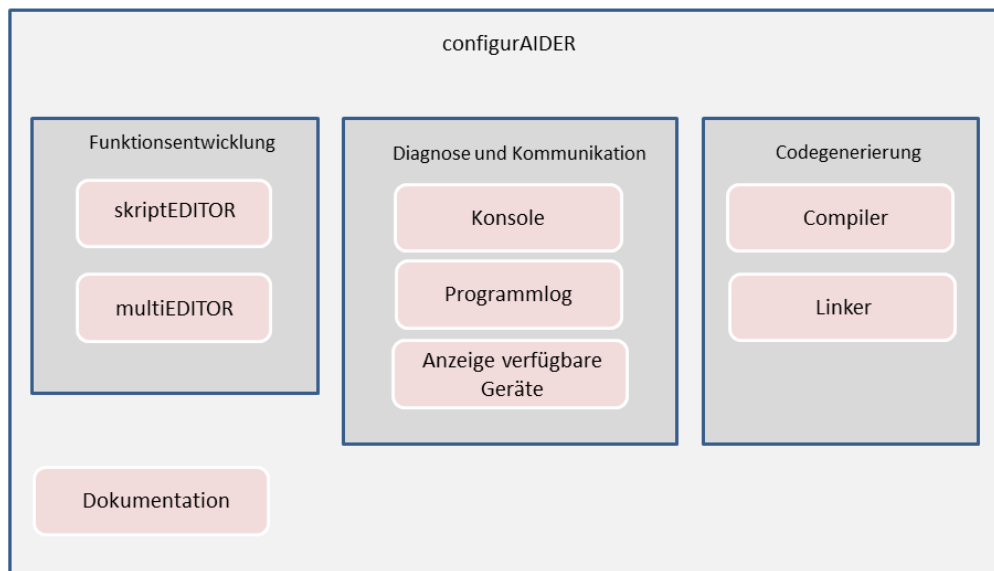 configurAIDER
Funktionsentwicklung
skriptEDITOR
multiEDITOR
Diagnose und Kommunikation
Konsole
Programmlog
Anzeige verfügbare
Geräte
Codegenerierung
Compiler
Linker
Dokumentation